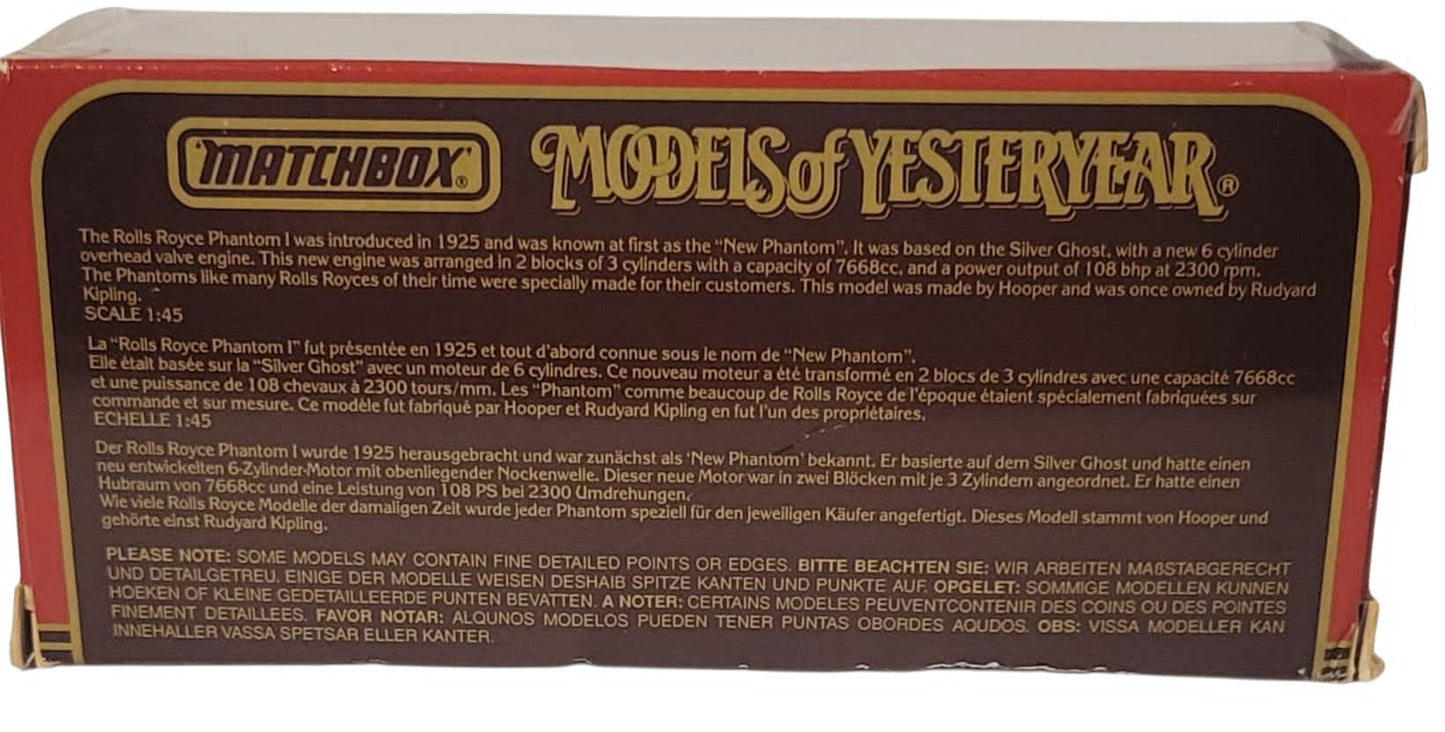 MATCHBOX®
MODELS of YESTERYEAR®
The Rolls Royce Phantom I was introduced in 1925 and was known at first as the “New Phantom”. It was based on the Silver Ghost, with a new 6 cylinder
overhead valve engine. This new engine was arranged in 2 blocks of 3 cylinders with a capacity of 7668cc, and a power output of 108 bhp at 2300 rpm.
The Phantoms like many Rolls Royces of their time were specially made for their customers. This model was made by Hooper and was once owned by Rudyard
Kipling.
SCALE 1:45
La “Rolls Royce Phantom I” fut présentée en 1925 et tout d’abord connue sous le nom de “New Phantom”.
Elle était basée sur la “Silver Ghost” avec un moteur de 6 cylindres. Ce nouveau moteur a été transformé en 2 blocs de 3 cylindres avec une capacité 7668cc
et une puissance de 108 chevaux à 2300 tours/mm. Les “Phantom” comme beaucoup de Rolls Royce de l’époque étaient spécialement fabriquées sur
commande et sur mesure. Ce modèle fut fabriqué par Hooper et Rudyard Kipling en fut l’un des propriétaires.
ECHELLE 1:45
Der Rolls Royce Phantom I wurde 1925 herausgebracht und war zunächst als ‘New Phantom’ bekannt. Er basierte auf dem Silver Ghost und hatte einen
neu entwickelten 6-Zylinder-Motor mit obenliegender Nockenwelle. Dieser neue Motor war in zwei Blöcken mit je 3 Zylindern angeordnet. Er hatte einen
Hubraum von 7668cc und eine Leistung von 108 PS bei 2300 Umdrehungen.
Wie viele Rolls Royce Modelle der damaligen Zeit wurde jeder Phantom speziell für den jewelligen Käufer angefertigt. Dieses Modell stammt von Hooper und
gehörte einst Rudyard Kipling.
PLEASE NOTE: SOME MODELS MAY CONTAIN FINE DETAILED POINTS OR EDGES. BITTE BEACHTEN SIE: WIR ARBEITEN MAßSTABGERECHT
UND DETAILGETREU. EINIGE DER MODELLE WEISEN DESHAIB SPITZE KANTEN UND PUNKTE AUF. OPGELET: SOMMIGE MODELLEN KUNNEN
HOEKEN OF KLEINE GEDETAILLEERDE PUNTEN BEVATTEN. A NOTER: CERTAINS MODELES PEUVENTCONTENIR DES COINS OU DES POINTES
FINEMENT DETAILLEES. FAVOR NOTAR: ALQUNOS MODELOS PUEDEN TENER PUNTAS OBORDES AQUDOS. OBS: VISSA MODELLER KAN
INNEHALLER VASSA SPETSAR ELLER KANTER.